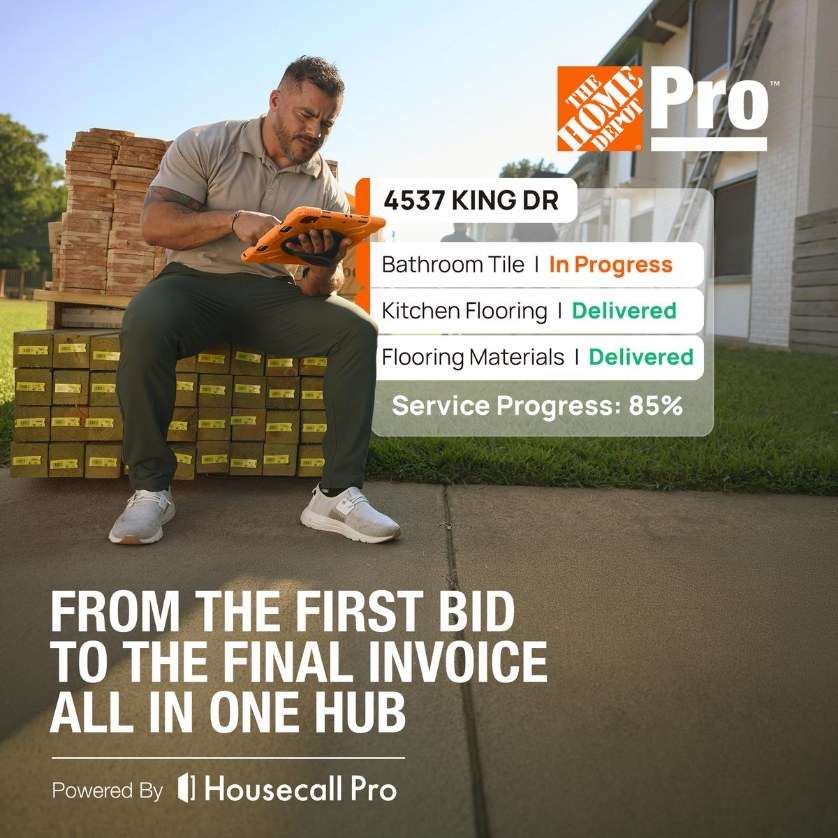 THE HOME DEPOT Pro™
4537 KING DR
Bathroom Tile | In Progress
Kitchen Flooring | Delivered
Flooring Materials | Delivered
Service Progress: 85%
FROM THE FIRST BID
TO THE FINAL INVOICE
ALL IN ONE HUB
Powered By Housecall Pro